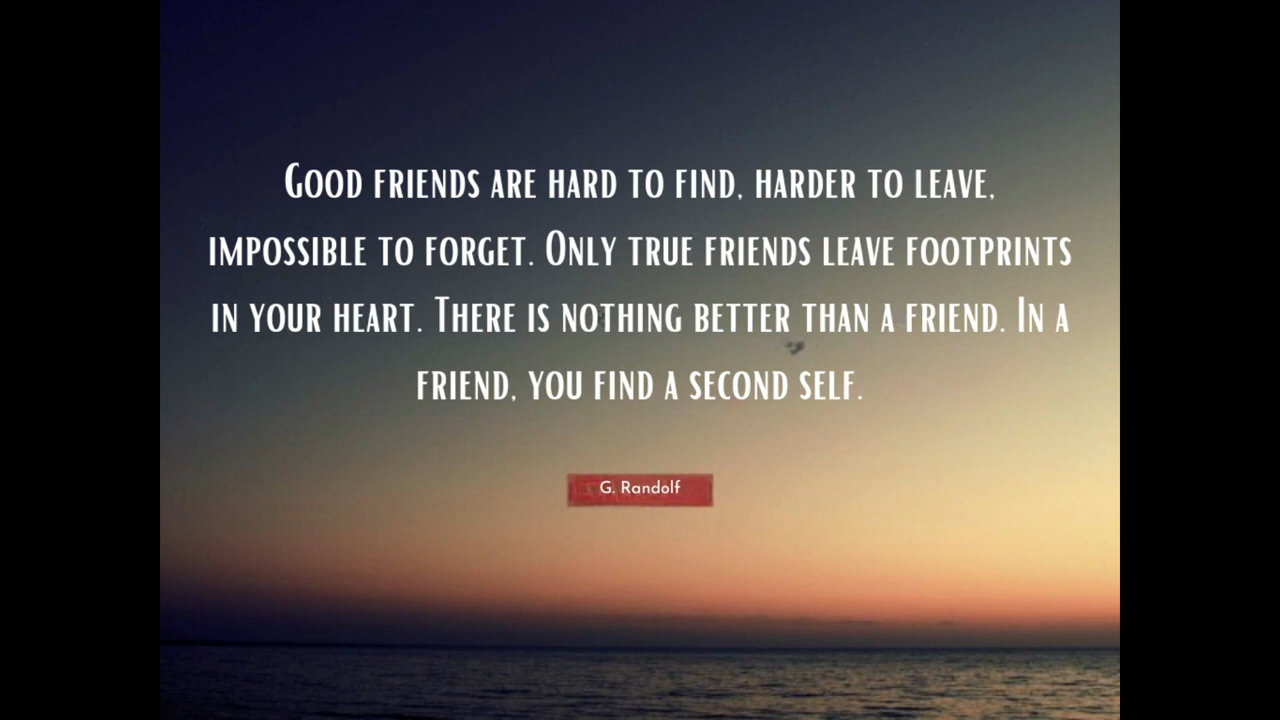 Good friends are hard to find, harder to leave,
impossible to forget. Only true friends leave footprints
in your heart. There is nothing better than a friend. In a
friend, you find a second self.
G. Randolf